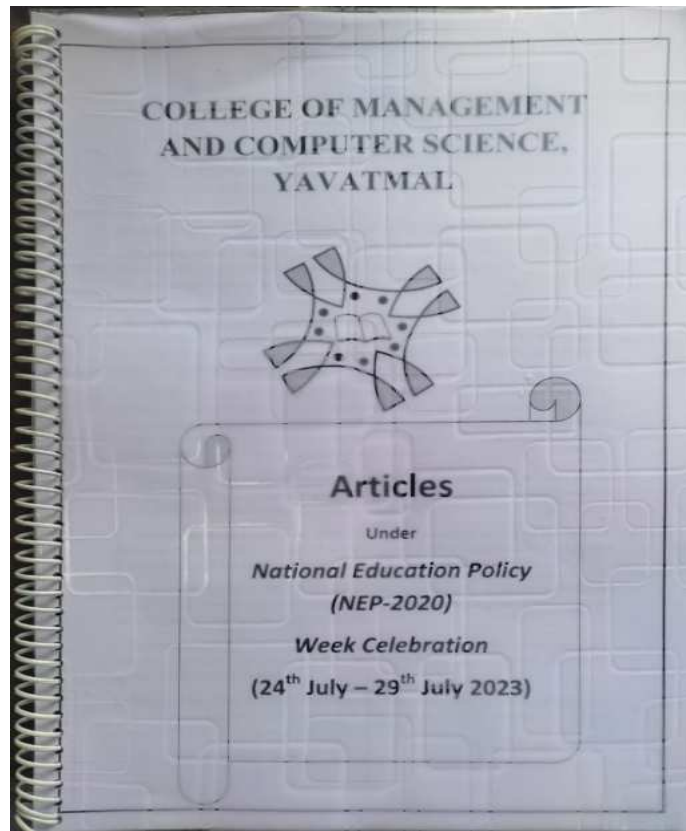 COLLEGE OF MANAGEMENT
AND COMPUTER SCIENCE,
YAVATMAL
Articles
Under
National Education Policy
(NEP-2020)
Week Celebration
(24th July – 29th July 2023)